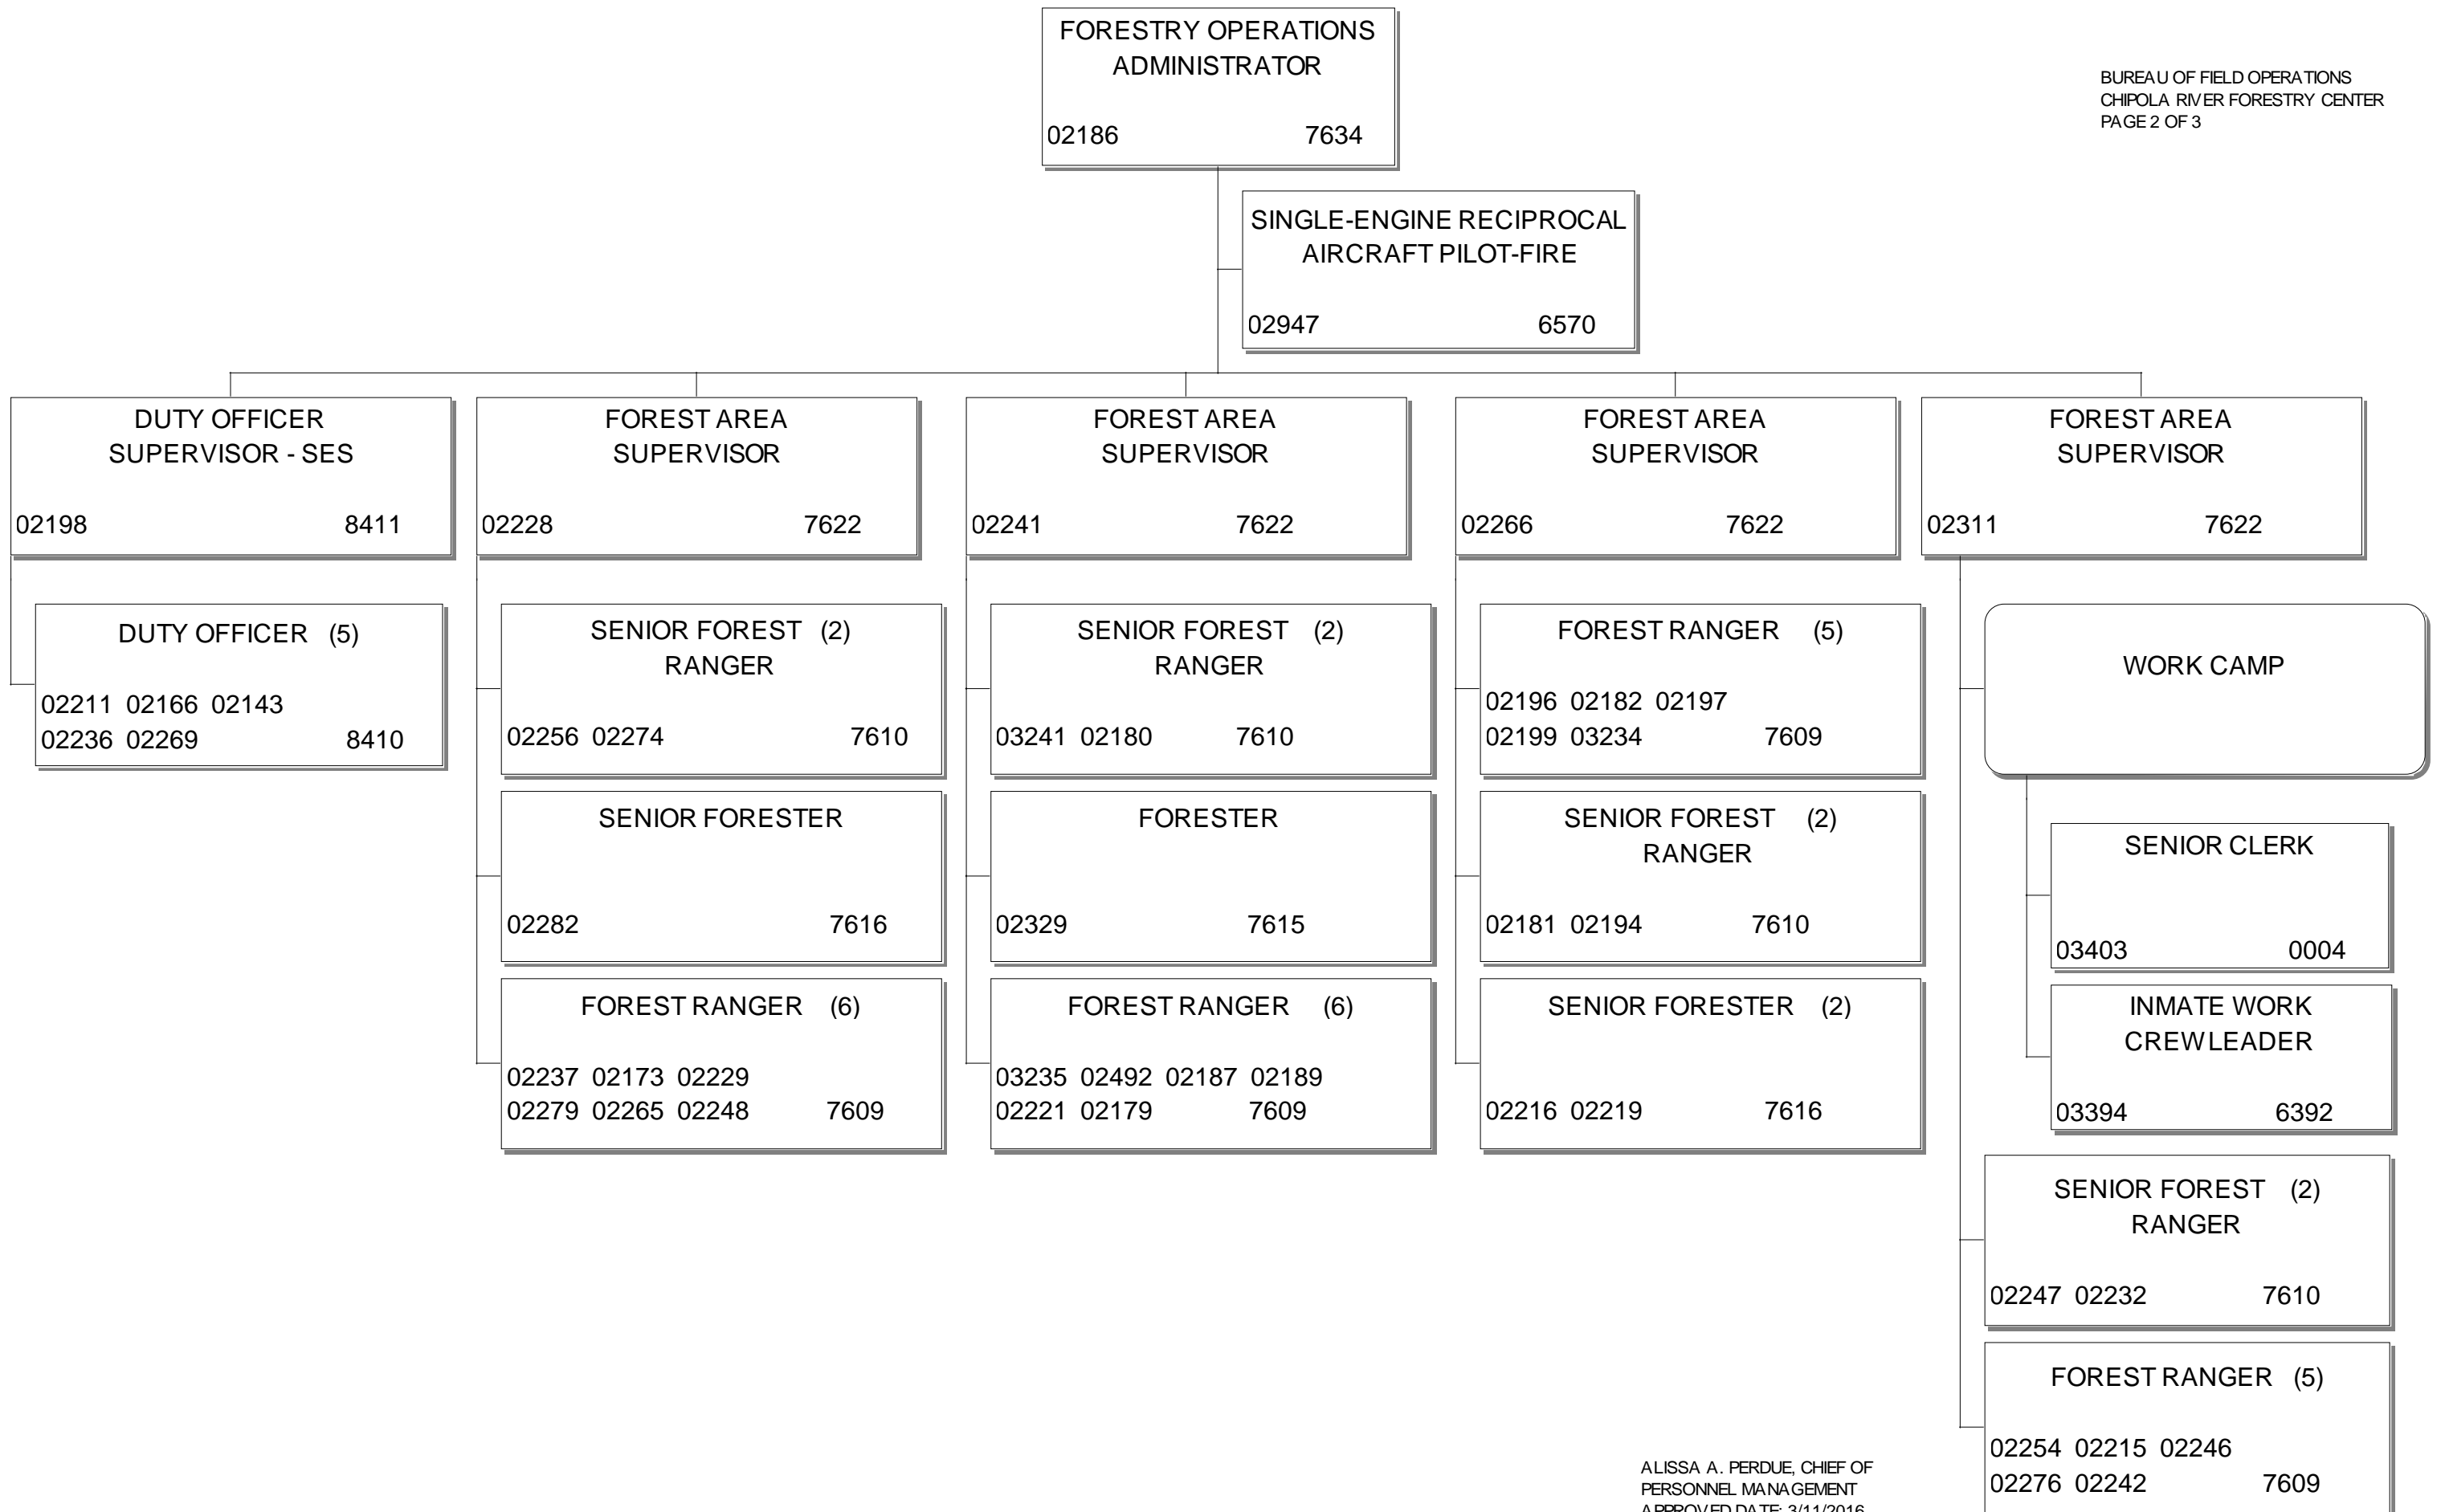 FORESTRY OPERATIONS
ADMINISTRATOR
02186 7634
BUREAU OF FIELD OPERATIONS
CHIPOLA RIVER FORESTRY CENTER
PAGE 2 OF 3
SINGLE-ENGINE RECIPROCAL
AIRCRAFT PILOT-FIRE
02947 6570
DUTY OFFICER
SUPERVISOR - SES
02198 8411
DUTY OFFICER (5)
02211 02166 02143
02236 02269 8410
FOREST AREA
SUPERVISOR
02228 7622
SENIOR FOREST (2)
RANGER
02256 02274 7610
SENIOR FORESTER
02282 7616
FOREST RANGER (6)
02237 02173 02229
02279 02265 02248 7609
FOREST AREA
SUPERVISOR
02241 7622
SENIOR FOREST (2)
RANGER
03241 02180 7610
FORESTER
02329 7615
FOREST RANGER (6)
03235 02492 02187 02189
02221 02179 7609
FOREST AREA
SUPERVISOR
02266 7622
FOREST RANGER (5)
02196 02182 02197
02199 03234 7609
SENIOR FOREST (2)
RANGER
02181 02194 7610
SENIOR FORESTER (2)
02216 02219 7616
FOREST AREA
SUPERVISOR
02311 7622
WORK CAMP
SENIOR CLERK
03403 0004
INMATE WORK
CREW LEADER
03394 6392
SENIOR FOREST (2)
RANGER
02247 02232 7610
FOREST RANGER (5)
02254 02215 02246
02276 02242 7609
ALISSA A. PERDUE, CHIEF OF
PERSONNEL MANAGEMENT
APPROVED DATE: 3/11/2016